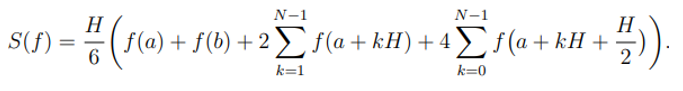 S(f) = \frac{H}{6} \left( f(a) + f(b) + 2 \sum_{k=1}^{N-1} f(a + kH) + 4 \sum_{k=0}^{N-1} f\left(a + kH + \frac{H}{2}\right) \right).